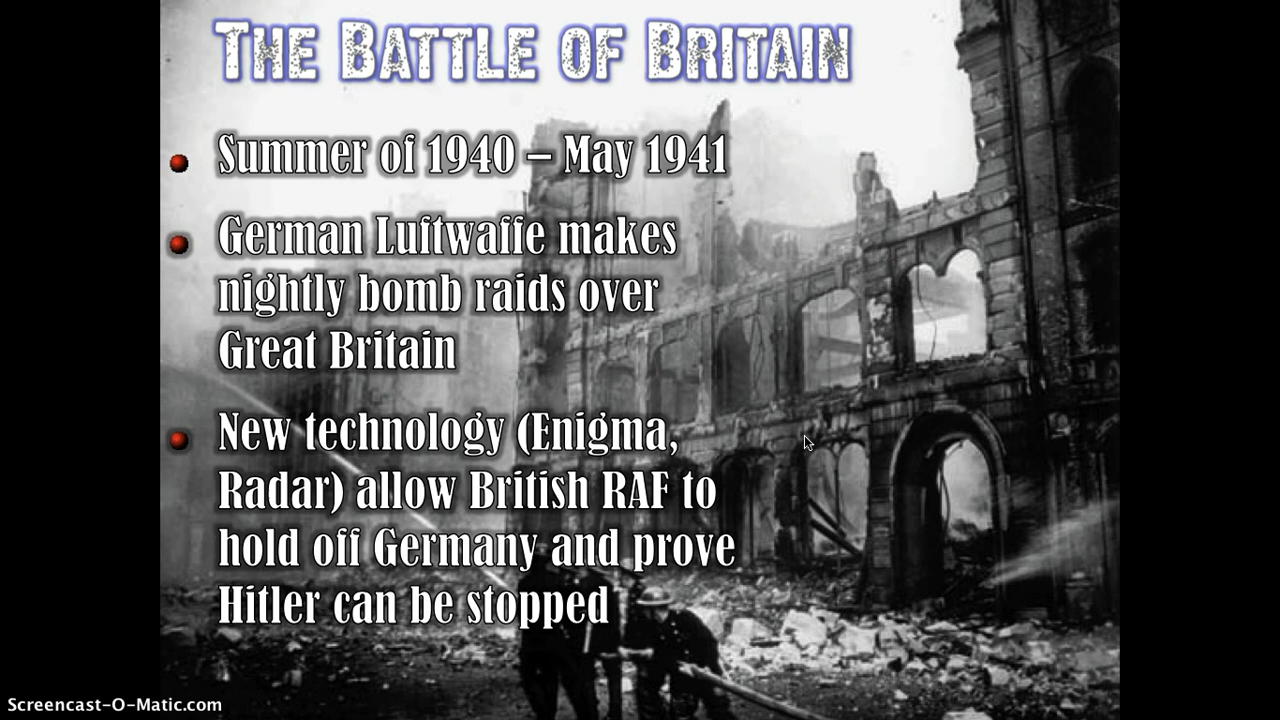 The Battle of Britain
Summer of 1940 – May 1941
German Luftwaffe makes
nightly bomb raids over
Great Britain
New technology (Enigma,
Radar) allow British RAF to
hold off Germany and prove
Hitler can be stopped
Screencast-O-Matic.com